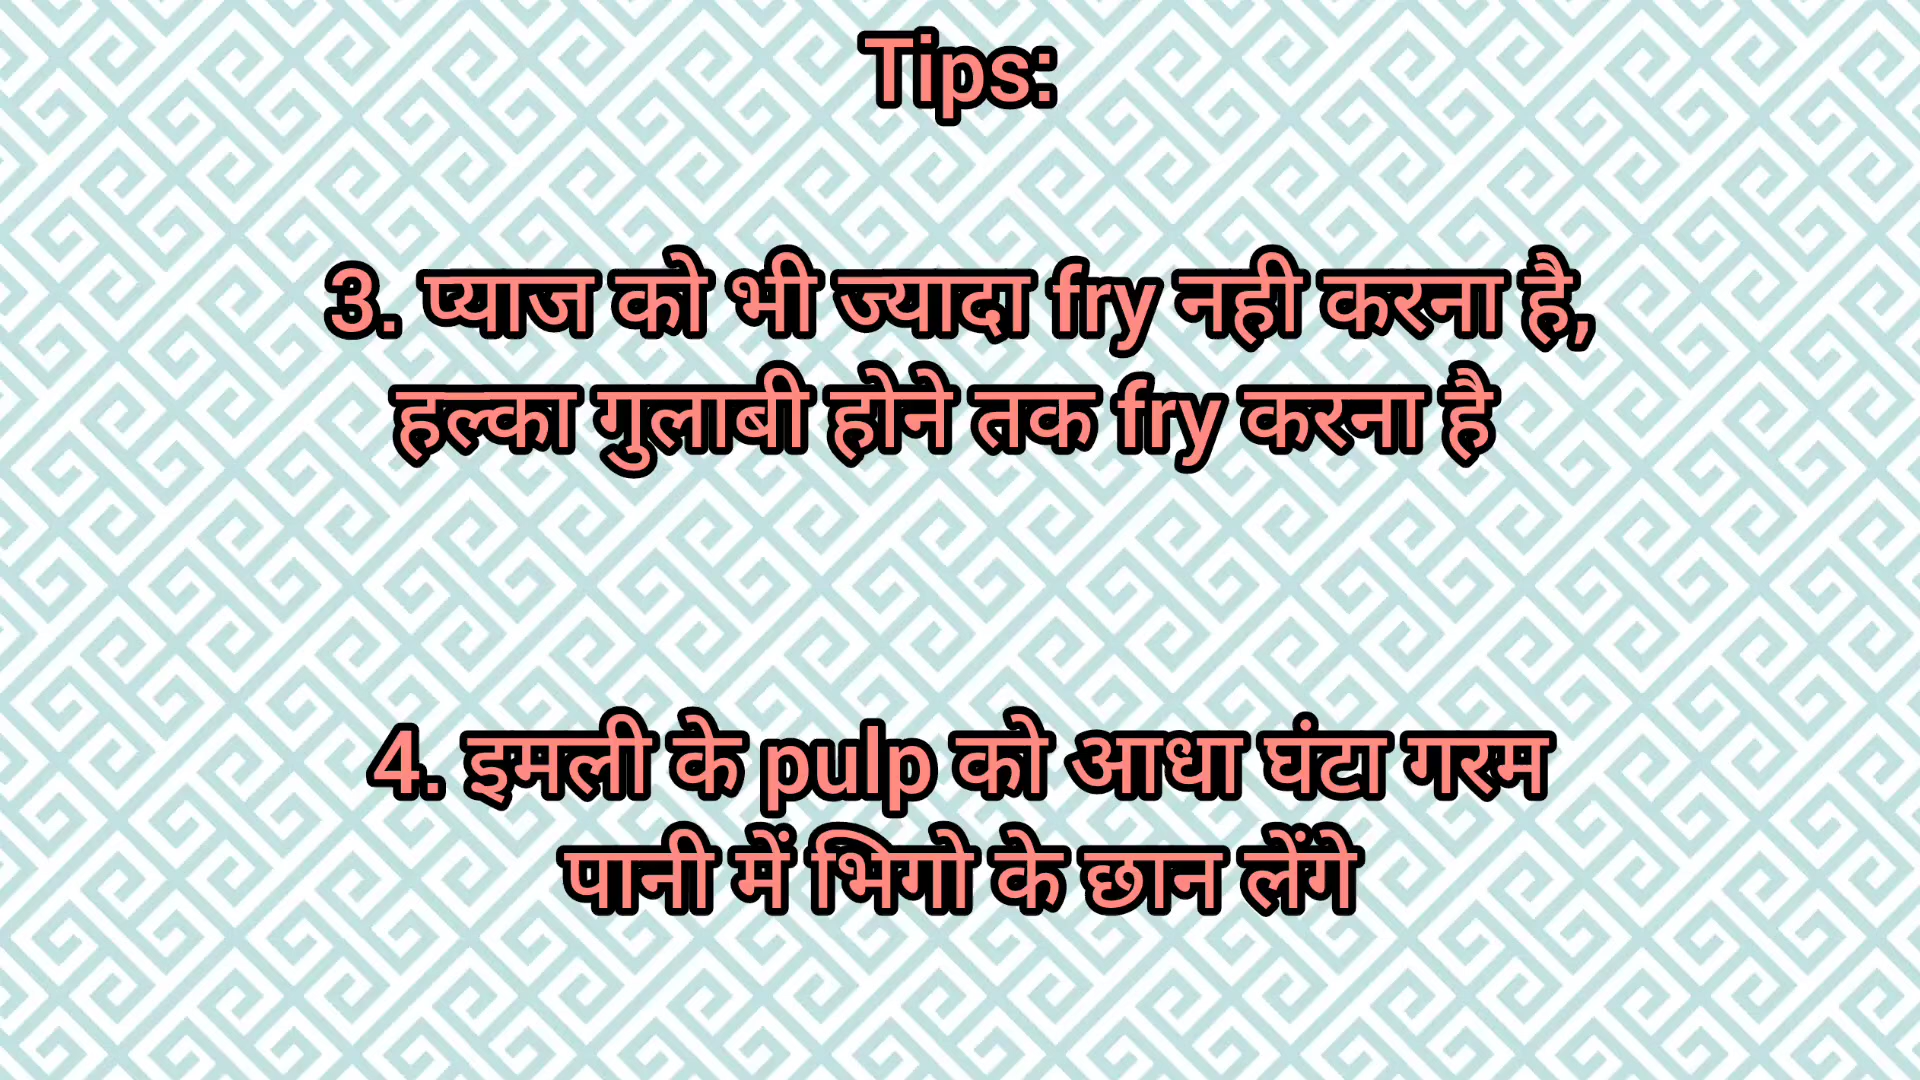 Tips:
3. प्याज को भी ज्यादा fry नही करना है,
हल्का गुलाबी होने तक fry करना है
4. इमली के pulp को आधा घंटा गरम
पानी में भिगो के छान लेंगे